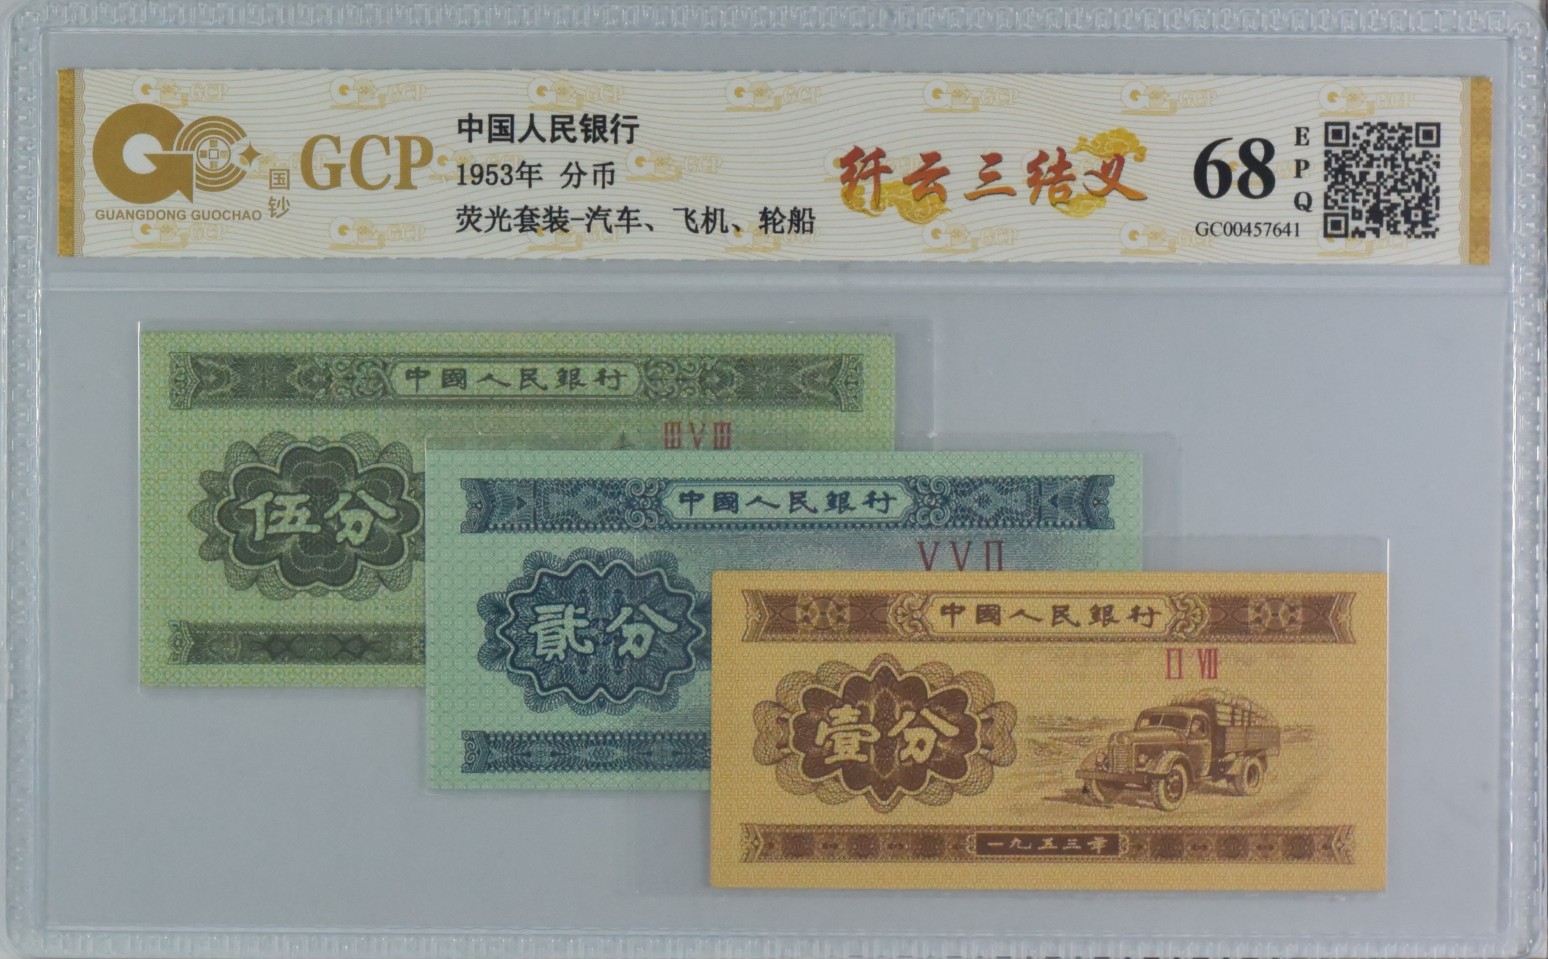 GCP
国钞
GUANGDONG GUOCHAO
中国人民银行
1953年 分币
荧光套装-汽车、飞机、轮船
纤云三结义
68
EPQ
GC00457641
中國人民銀行
ⅢⅤⅢ
伍分
中國人民銀行
ⅤⅤⅡ
貳分
中國人民銀行
Ⅱ Ⅶ
壹分
一九五三年